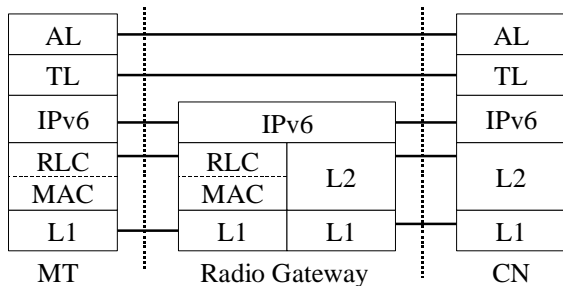 AL
AL
TL
TL
IPv6
IPv6
IPv6
RLC
RLC
L2
L2
MAC
MAC
L1
L1
L1
L1
MT
Radio Gateway
CN